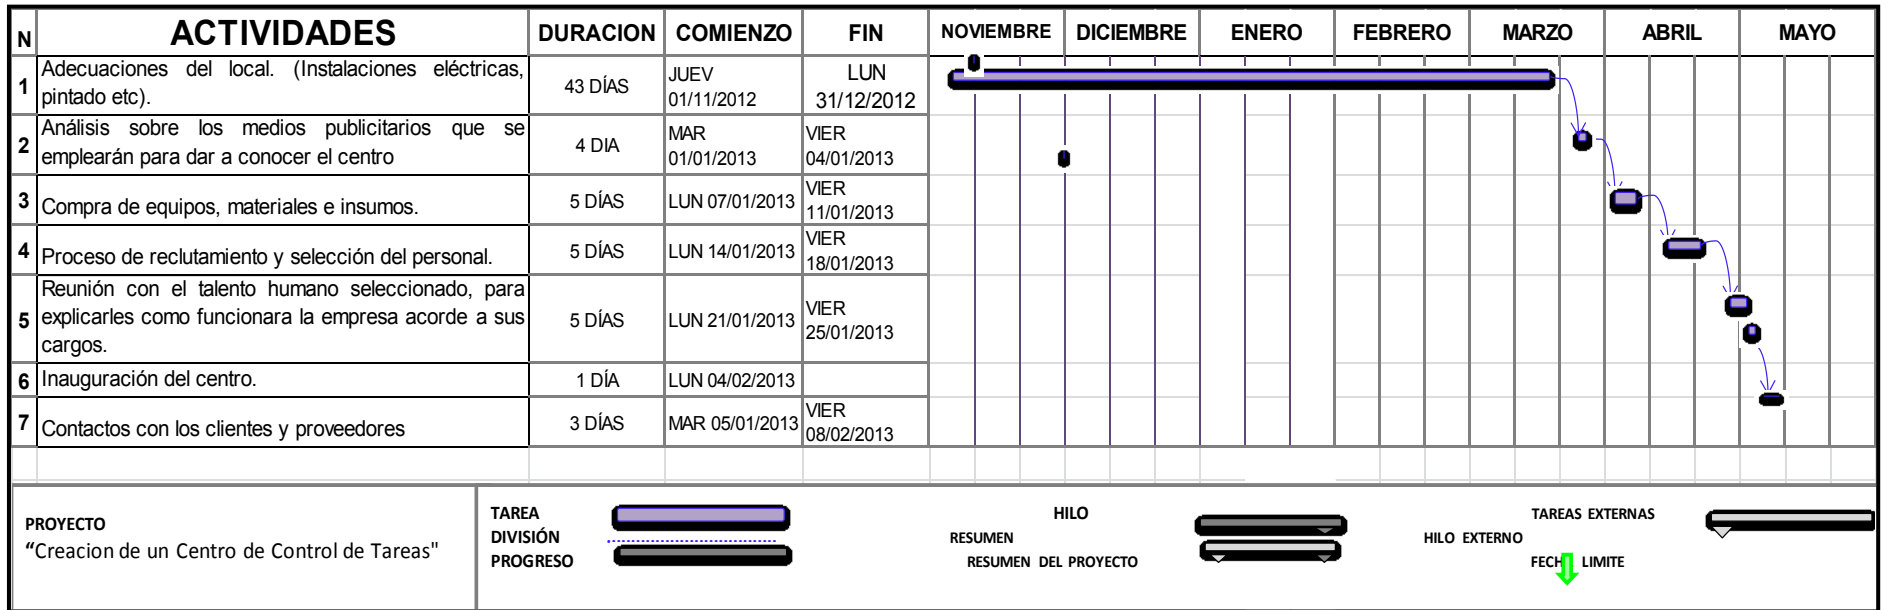 N ACTIVIDADES DURACION COMIENZO FIN NOVIEMBRE DICIEMBRE ENERO FEBRERO MARZO ABRIL MAYO
1 Adecuaciones del local. (Instalaciones eléctricas, pintado etc). 43 DÍAS JUEV 01/11/2012 LUN 31/12/2012
2 Análisis sobre los medios publicitarios que se emplearán para dar a conocer el centro 4 DIA MAR 01/01/2013 VIER 04/01/2013
3 Compra de equipos, materiales e insumos. 5 DÍAS LUN 07/01/2013 VIER 11/01/2013
4 Proceso de reclutamiento y selección del personal. 5 DÍAS LUN 14/01/2013 VIER 18/01/2013
5 Reunión con el talento humano seleccionado, para explicarles como funcionara la empresa acorde a sus cargos. 5 DÍAS LUN 21/01/2013 VIER 25/01/2013
6 Inauguración del centro. 1 DÍA LUN 04/02/2013
7 Contactos con los clientes y proveedores 3 DÍAS MAR 05/01/2013 VIER 08/02/2013
PROYECTO
“Creacion de un Centro de Control de Tareas"
TAREA
DIVISIÓN
PROGRESO
HILO
RESUMEN
RESUMEN DEL PROYECTO
TAREAS EXTERNAS
HILO EXTERNO
LIMITE